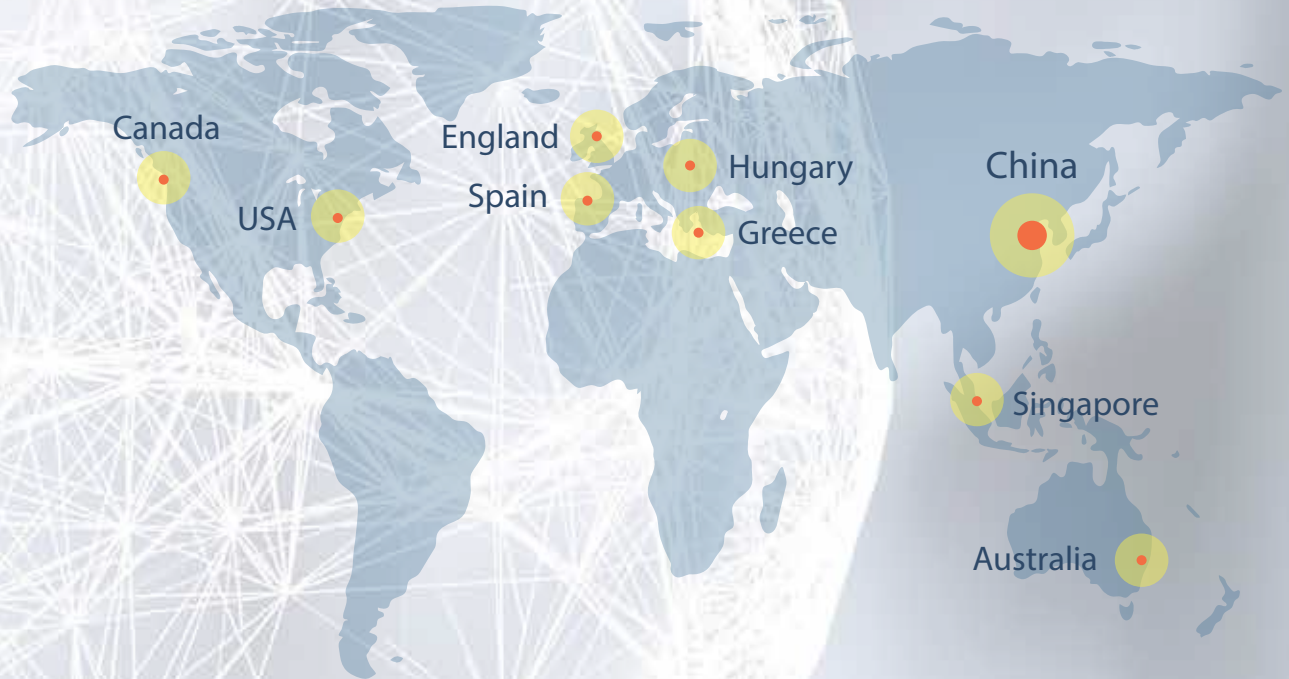 Canada
England
Hungary
China
Spain
USA
Greece
Singapore
Australia